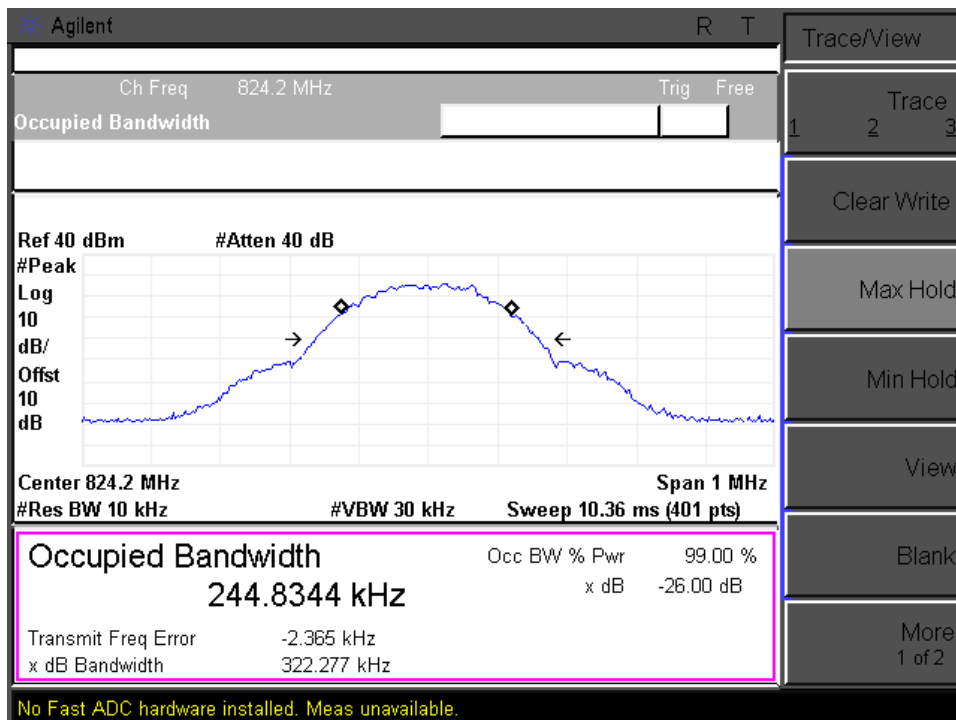 Agilent R T Trace/View
Ch Freq 824.2 MHz Trig Free
Occupied Bandwidth
Trace
1 2 3
Clear Write
Ref 40 dBm #Atten 40 dB
#Peak
Log
10
dB/
Offst
10
dB
Max Hold
Min Hold
View
Center 824.2 MHz Span 1 MHz
#Res BW 10 kHz #VBW 30 kHz Sweep 10.36 ms (401 pts)
Occupied Bandwidth Occ BW % Pwr 99.00 %
244.8344 kHz x dB -26.00 dB
Blank
Transmit Freq Error -2.365 kHz
x dB Bandwidth 322.277 kHz
More
1 of 2
No Fast ADC hardware installed. Meas unavailable.